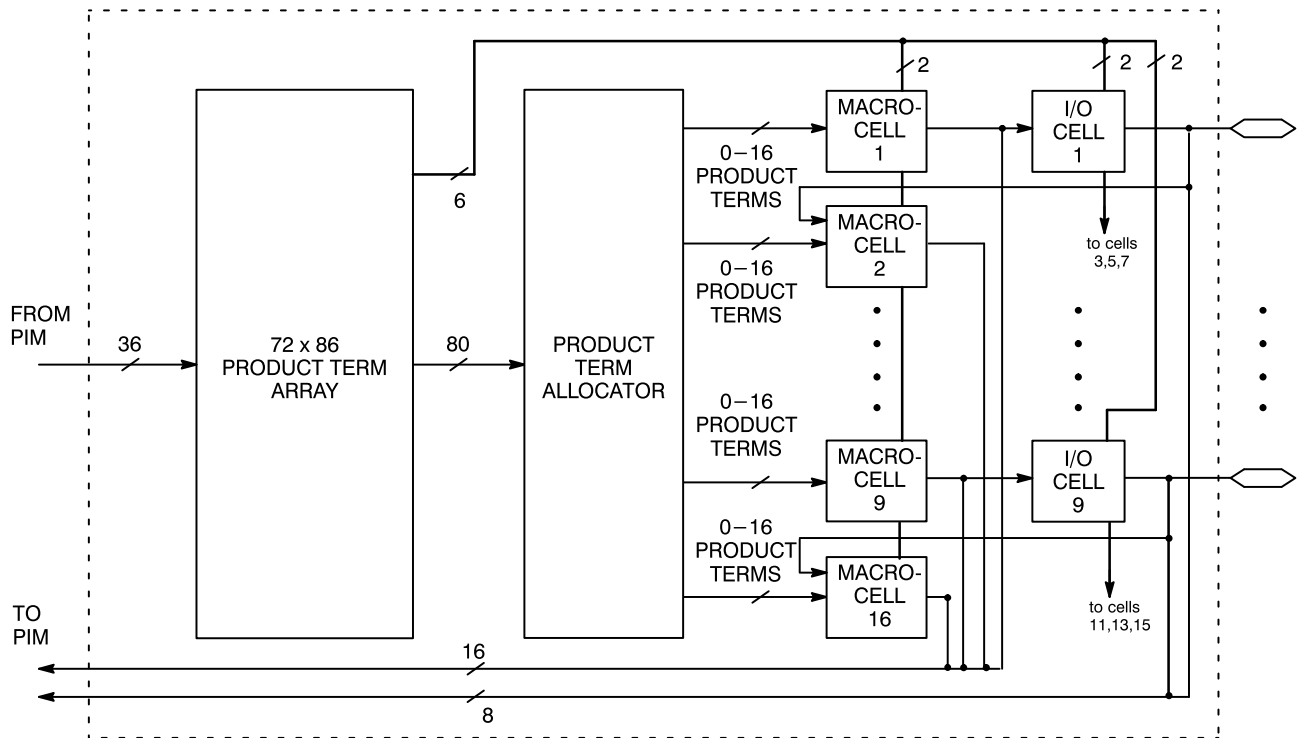 2
2
2
MACRO-
CELL
1
I/O
CELL
1
0–16
PRODUCT
TERMS
6
MACRO-
CELL
2
to cells
3,5,7
0–16
PRODUCT
TERMS
FROM
PIM
36
72 x 86
PRODUCT TERM
ARRAY
80
PRODUCT
TERM
ALLOCATOR
0–16
PRODUCT
TERMS
MACRO-
CELL
9
I/O
CELL
9
0–16
PRODUCT
TERMS
MACRO-
CELL
16
to cells
11,13,15
TO
PIM
16
8